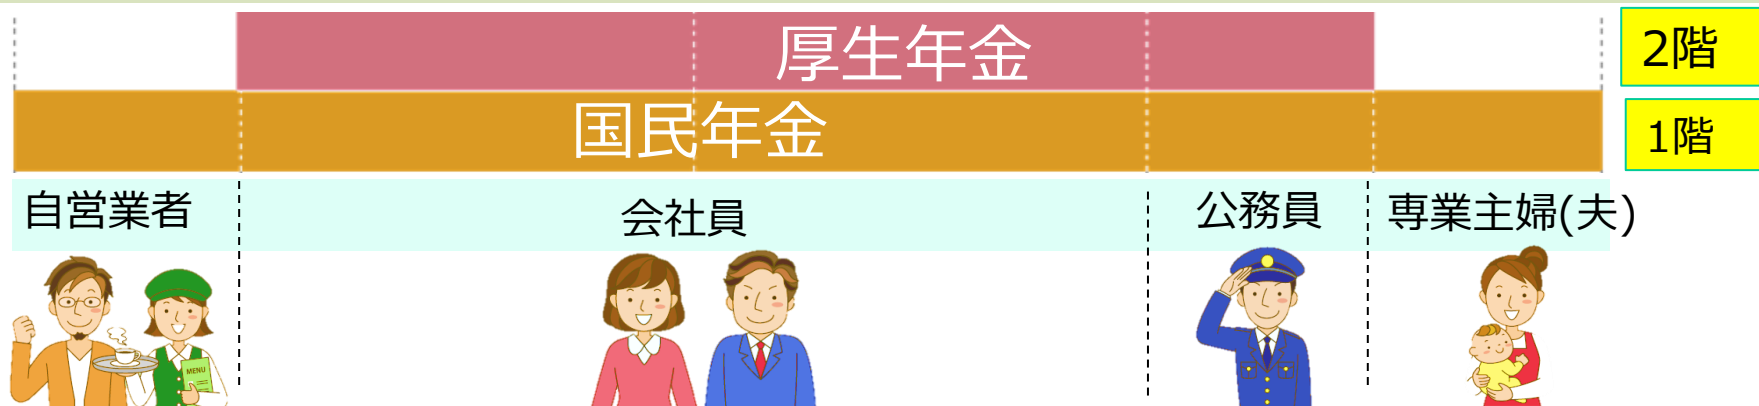 厚生年金
2階
国民年金
1階
自営業者
会社員
公務員
専業主婦(夫)
MENU